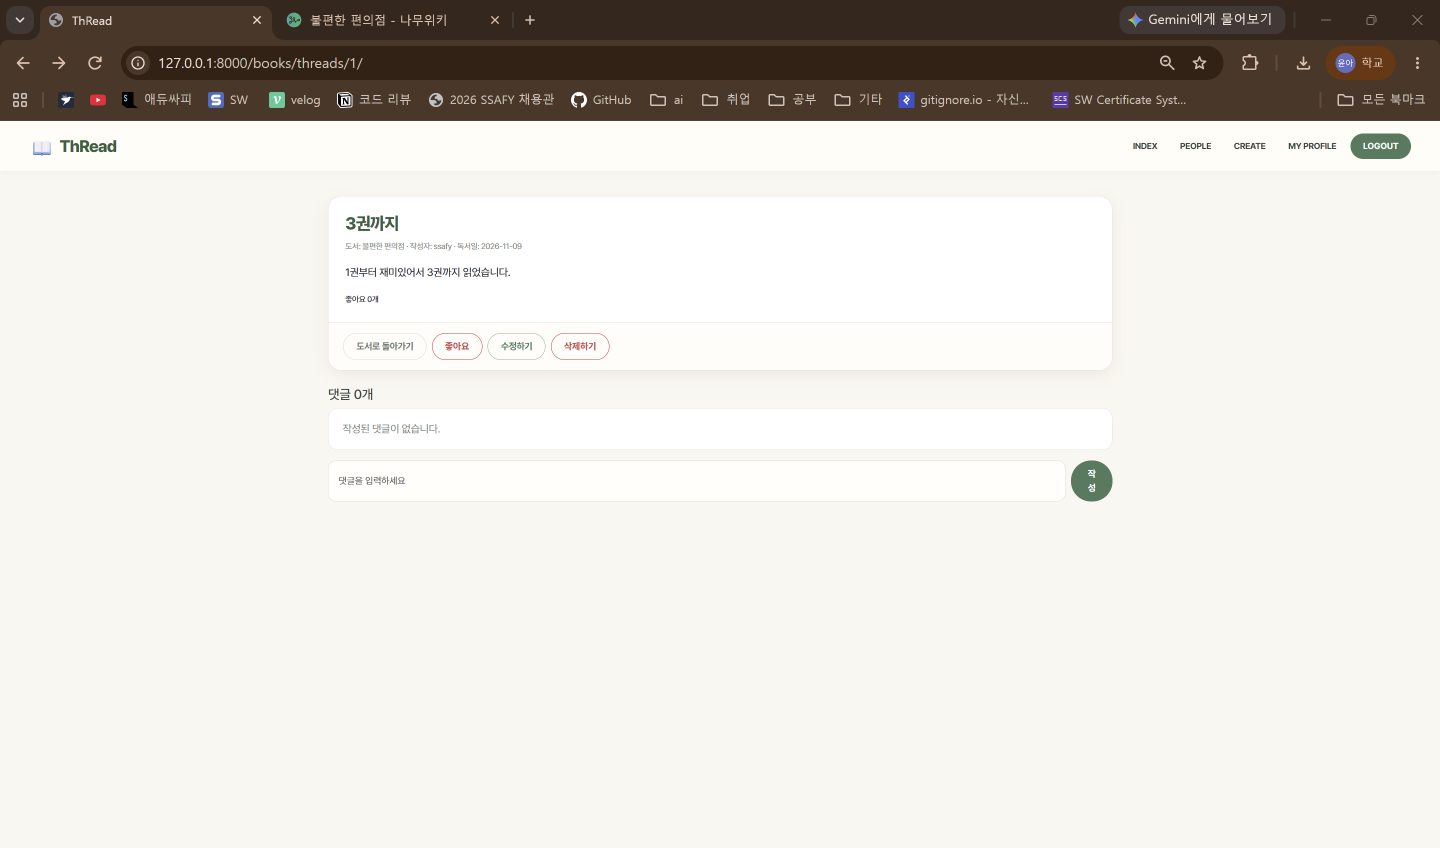 ThRead
불편한 편의점 - 나무위키
Gemini에게 물어보기
127.0.0.1:8000/books/threads/1/
윤아 학교
애듀싸피
SW
velog
코드 리뷰
2026 SSAFY 채용관
GitHub
ai
취업
공부
기타
gitignore.io - 자신...
SW Certificate Syst...
모든 북마크
ThRead
INDEX
PEOPLE
CREATE
MY PROFILE
LOGOUT
3권까지
도서: 불편한 편의점 · 작성자: ssafy · 독서일: 2026-11-09
1권부터 재미있어서 3권까지 읽었습니다.
좋아요 0개
도서로 돌아가기
좋아요
수정하기
삭제하기
댓글 0개
작성된 댓글이 없습니다.
댓글을 입력하세요
작
성